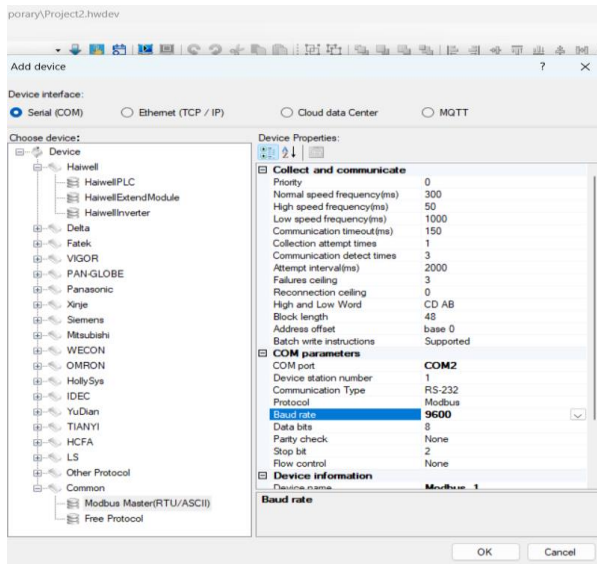 porary\Project2.hwdev
Add device
? ×
Device interface:
Serial (COM) Ethernet (TCP / IP) Cloud data Center MQTT
Choose device:
Device
Haiwell
HaiwellPLC
HaiwellExtendModule
HaiwellInverter
Delta
Fatek
VIGOR
PAN-GLOBE
Panasonic
Xinje
Siemens
Mitsubishi
WECON
OMRON
HollySys
IDEC
YuDian
TIANYI
HCFA
LS
Other Protocol
Common
Modbus Master(RTU/ASCII)
Free Protocol
Device Properties:
Collect and communicate
Priority 0
Normal speed frequency(ms) 300
High speed frequency(ms) 50
Low speed frequency(ms) 1000
Communication timeout(ms) 150
Collection attempt times 1
Communication detect times 3
Attempt interval(ms) 2000
Failures ceiling 3
Reconnection ceiling 0
High and Low Word CD AB
Block length 48
Address offset base 0
Batch write instructions Supported
COM parameters
COM port COM2
Device station number 1
Communication Type RS-232
Protocol Modbus
Baud rate 9600
Data bits 8
Parity check None
Stop bit 2
Flow control None
Device information
Device name Modbus_1
Baud rate
OK Cancel